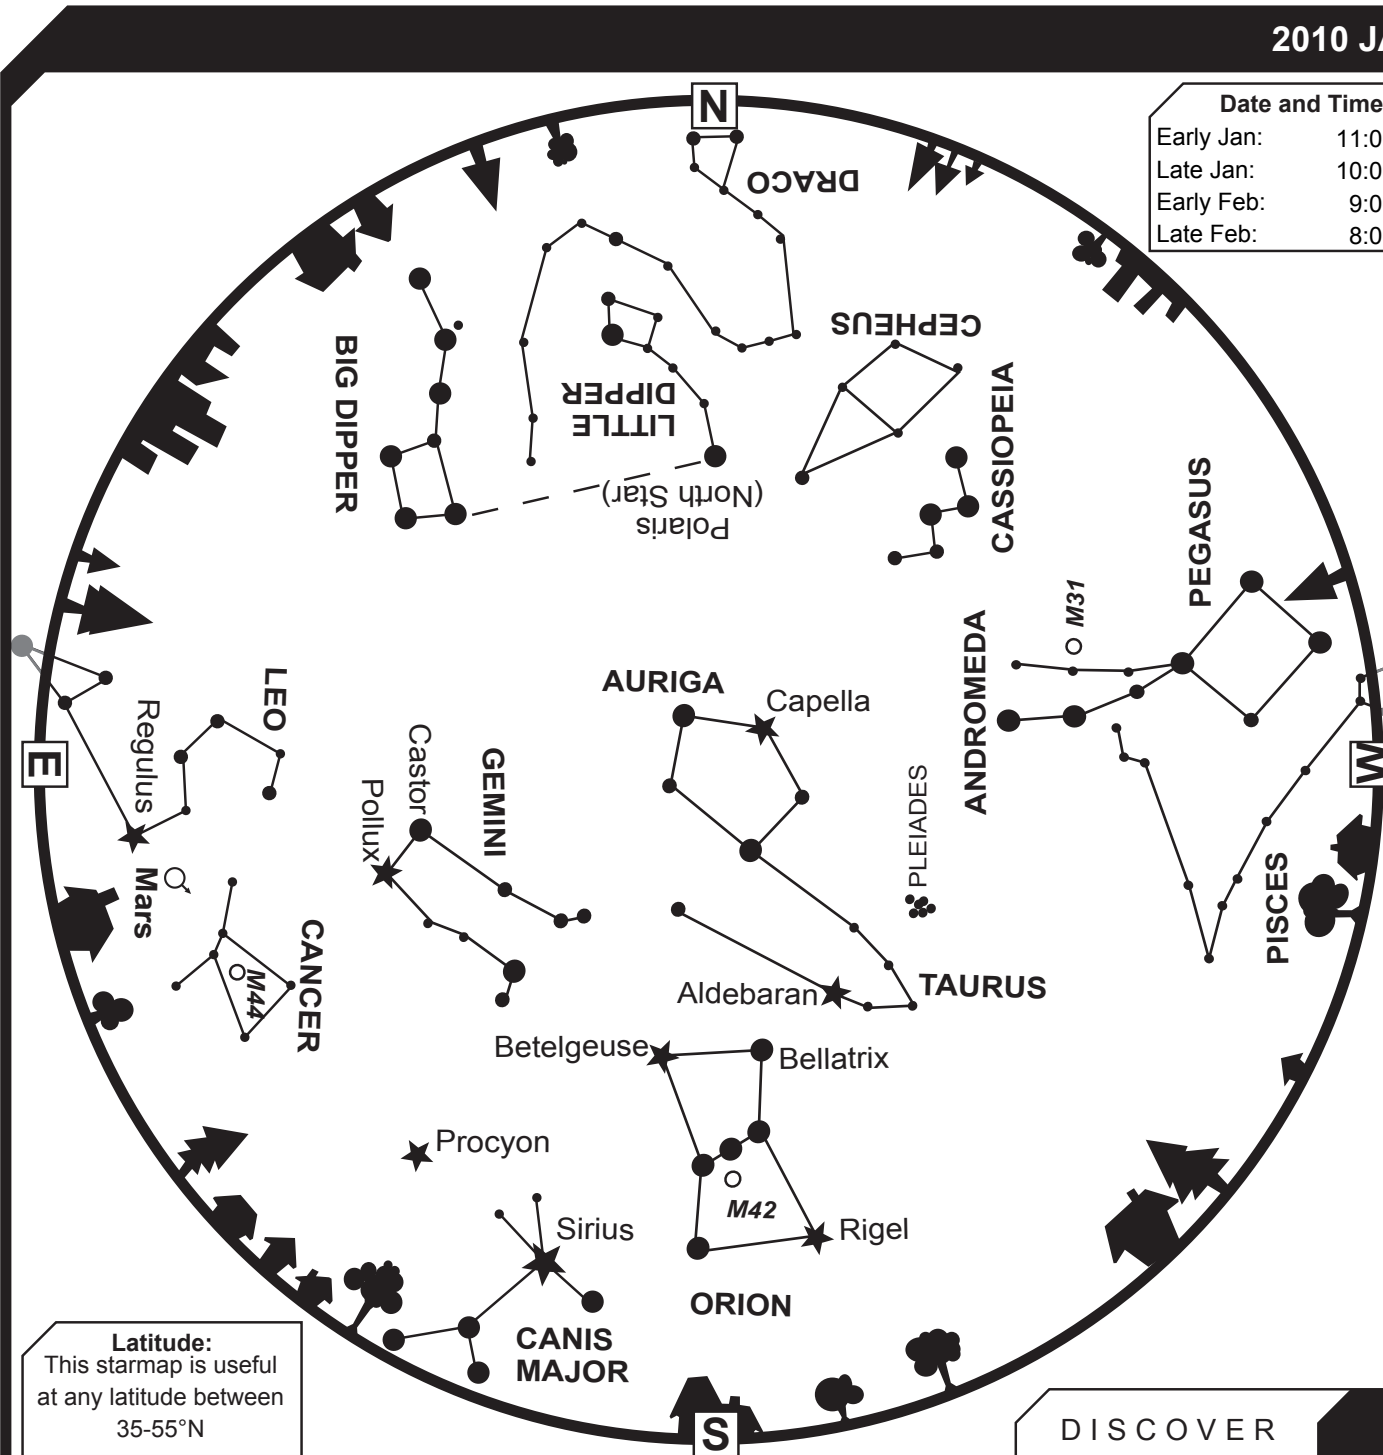 2010 JA
N
Date and Time
Early Jan: 11:0
Late Jan: 10:0
Early Feb: 9:0
Late Feb: 8:0
DRACO
CEPHEUS
BIG DIPPER
LITTLE
DIPPER
CASSIOPEIA
Polaris
(North Star)
PEGASUS
M31
ANDROMEDA
LEO
Regulus
AURIGA
Capella
E
Castor
Pollux
GEMINI
W
PLEIADES
Mars
PISCES
CANCER
M44
Aldebaran
TAURUS
Betelgeuse
Bellatrix
Procyon
M42
Sirius
Rigel
ORION
CANIS
MAJOR
Latitude:
This starmap is useful
at any latitude between
35-55°N
S
DISCOVER